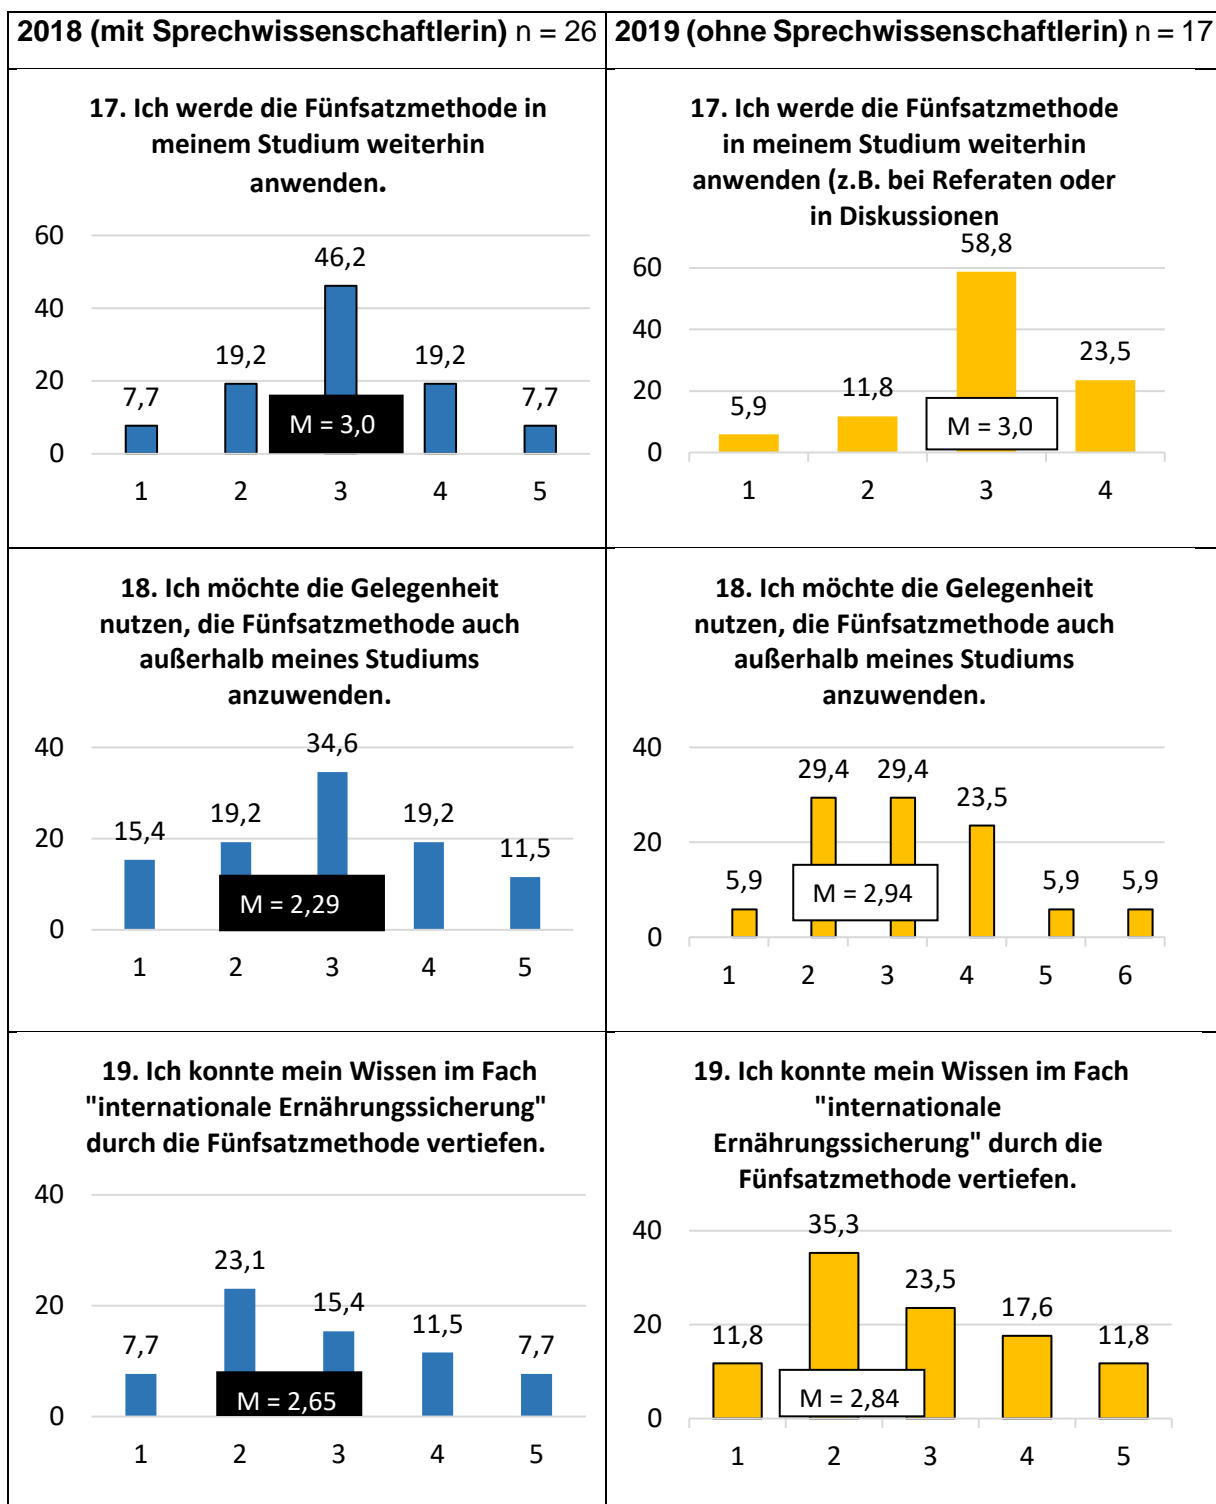 2018 (mit Sprechwissenschaftlerin) n = 26
2019 (ohne Sprechwissenschaftlerin) n = 17
17. Ich werde die Fünfsatzmethode in
meinem Studium weiterhin
anwenden.
60
40
20
0
7,7
19,2
46,2
19,2
7,7
M = 3,0
1 2 3 4 5
17. Ich werde die Fünfsatzmethode
in meinem Studium weiterhin
anwenden (z.B. bei Referaten oder
in Diskussionen
60
40
20
0
5,9
11,8
58,8
23,5
M = 3,0
1 2 3 4
18. Ich möchte die Gelegenheit
nutzen, die Fünfsatzmethode auch
außerhalb meines Studiums
anzuwenden.
40
20
0
15,4
19,2
34,6
19,2
11,5
M = 2,29
1 2 3 4 5
18. Ich möchte die Gelegenheit
nutzen, die Fünfsatzmethode auch
außerhalb meines Studiums
anzuwenden.
40
20
0
5,9
29,4
29,4
23,5
5,9
5,9
M = 2,94
1 2 3 4 5 6
19. Ich konnte mein Wissen im Fach
"internationale Ernährungssicherung"
durch die Fünfsatzmethode vertiefen.
40
20
0
7,7
23,1
15,4
11,5
7,7
M = 2,65
1 2 3 4 5
19. Ich konnte mein Wissen im Fach
"internationale
Ernährungssicherung" durch die
Fünfsatzmethode vertiefen.
40
20
0
11,8
35,3
23,5
17,6
11,8
M = 2,84
1 2 3 4 5